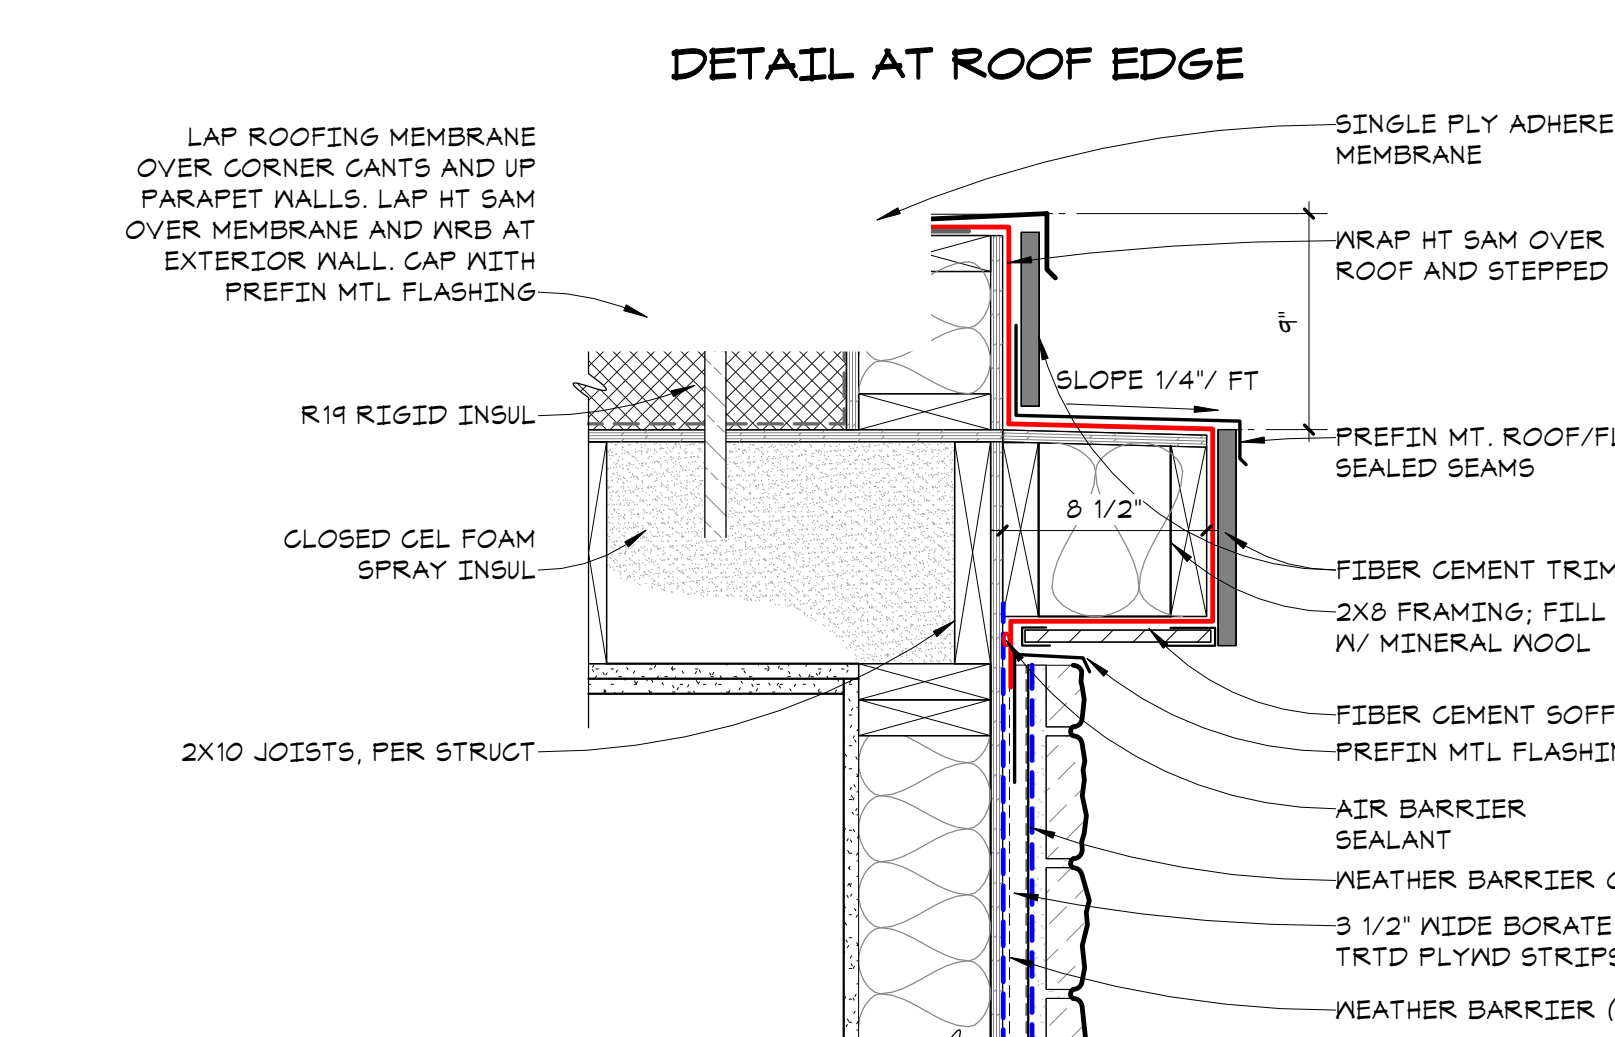 DETAIL AT ROOF EDGE
LAP ROOFING MEMBRANE
OVER CORNER CANTS AND UP
PARAPET WALLS. LAP HT SAM
OVER MEMBRANE AND WRB AT
EXTERIOR WALL. CAP WITH
PREFIN MTL FLASHING
R19 RIGID INSUL
CLOSED CEL FOAM
SPRAY INSUL
2X10 JOISTS, PER STRUCT
SINGLE PLY ADHERE
MEMBRANE
WRAP HT SAM OVER
ROOF AND STEPPED
9"
SLOPE 1/4"/ FT
PREFIN MT. ROOF/FL
SEALED SEAMS
8 1/2"
FIBER CEMENT TRIM
2X8 FRAMING; FILL
W/ MINERAL WOOL
FIBER CEMENT SOFF
PREFIN MTL FLASHIN
AIR BARRIER
SEALANT
WEATHER BARRIER
3 1/2" WIDE BORATE
TRTD PLYWD STRIPS
WEATHER BARRIER (